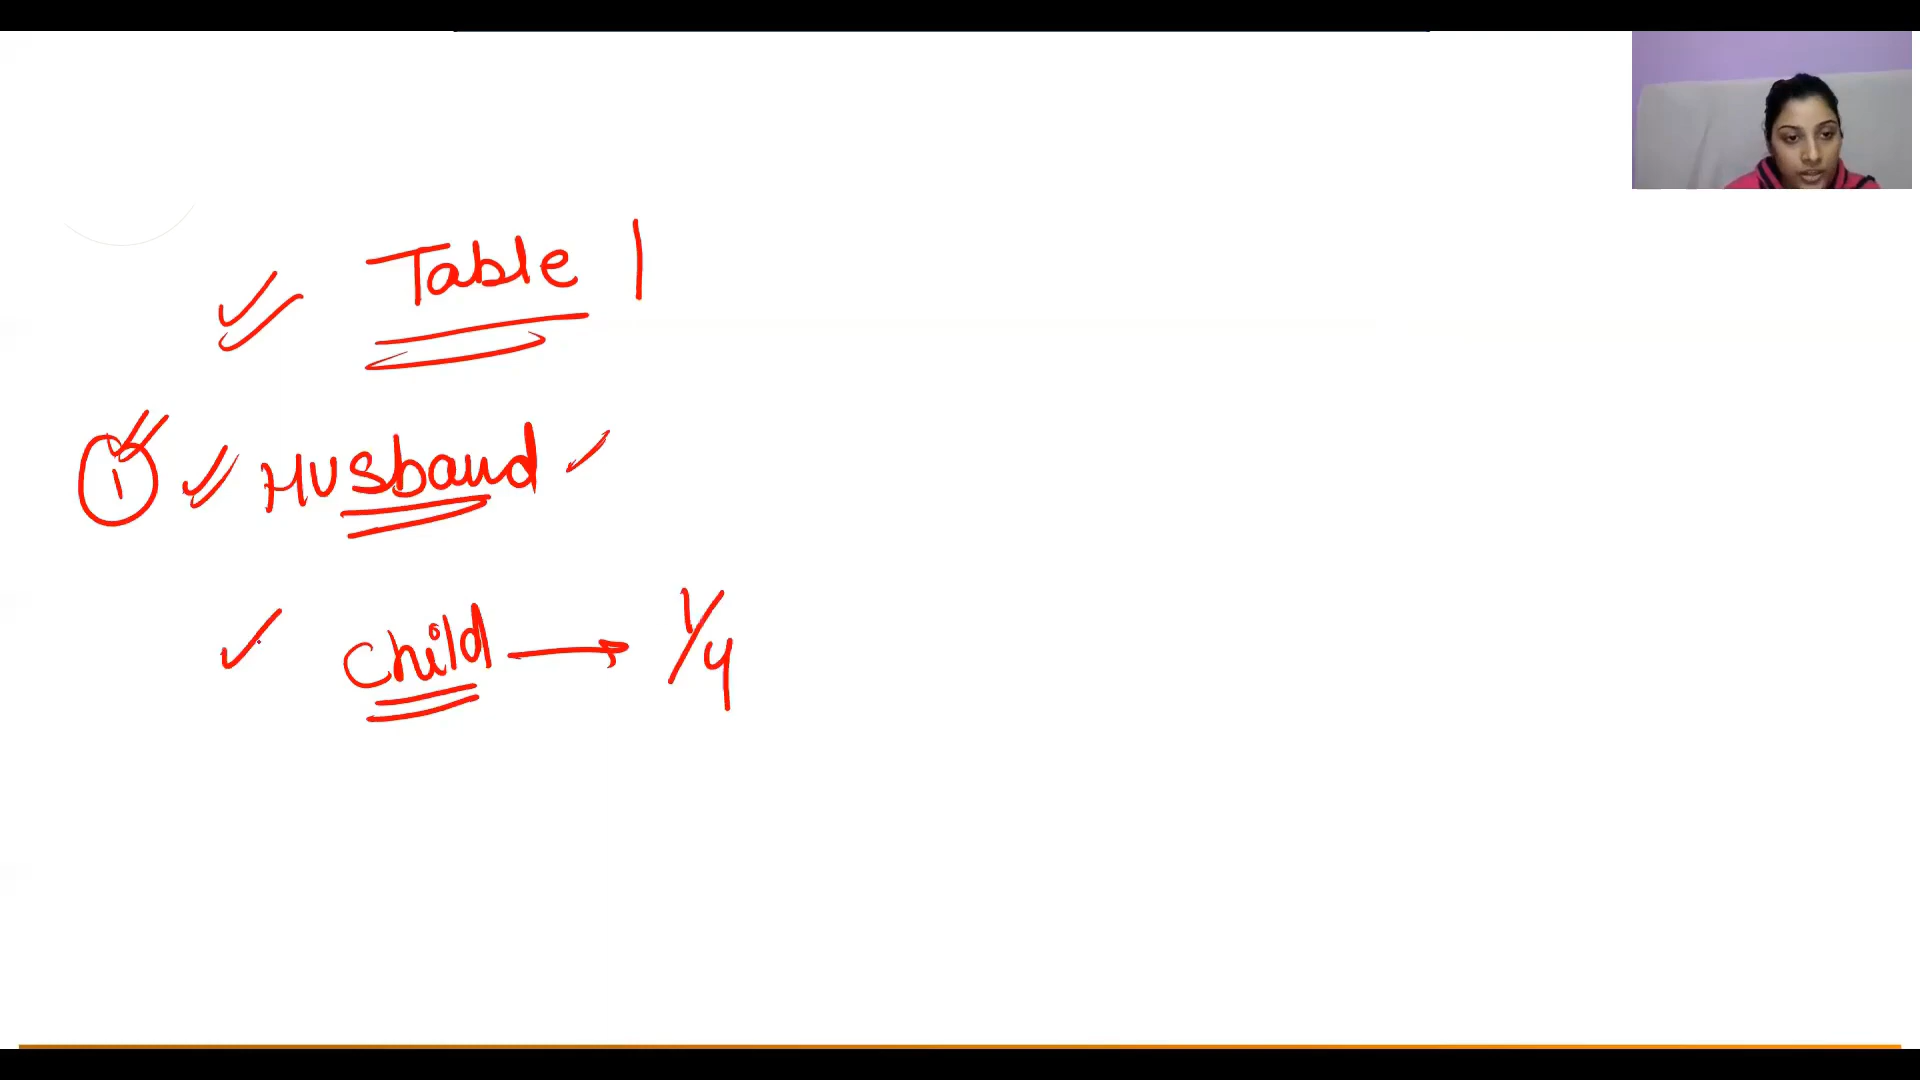 Table 1
1 Husband
Child → 1/4